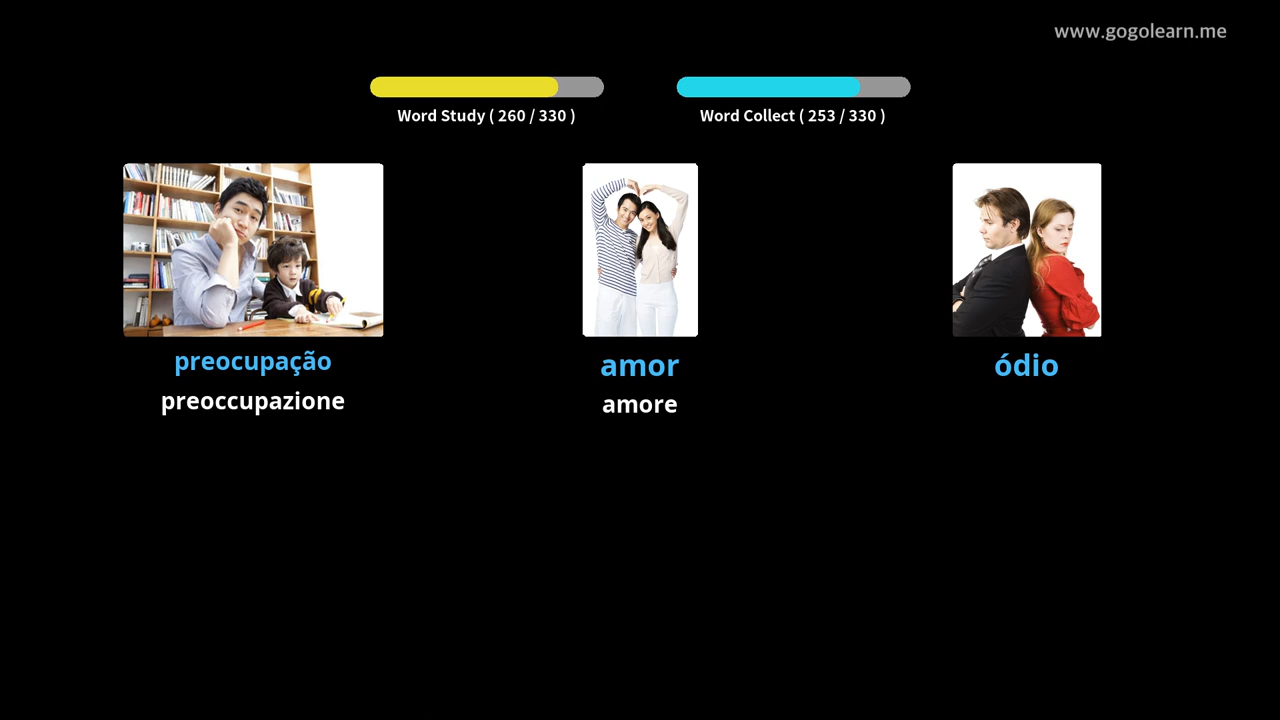 www.gogolearn.me
Word Study ( 260 / 330 )
Word Collect ( 253 / 330 )
preocupação
preoccupazione
amor
amore
ódio